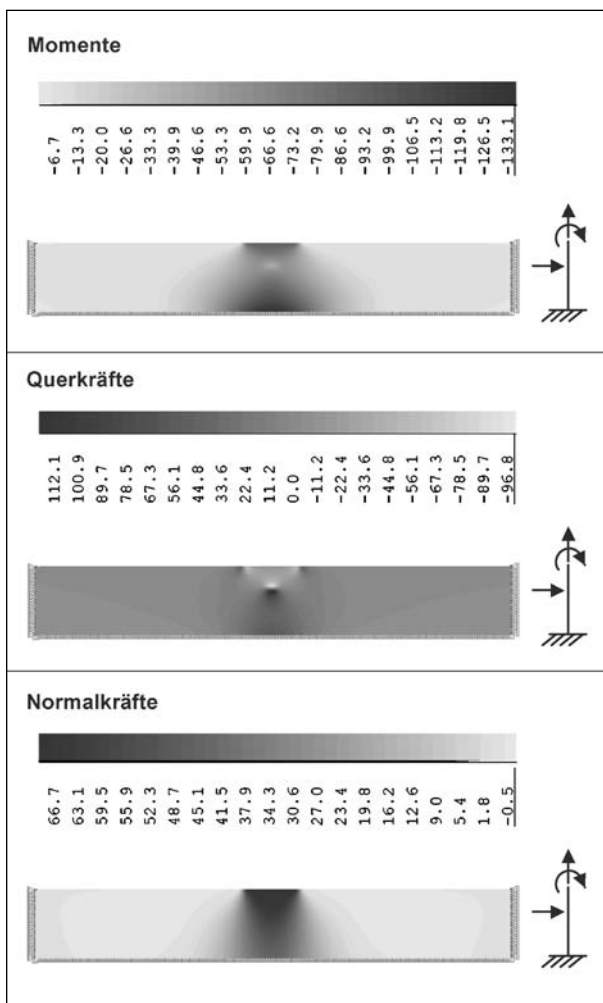 Momente
-6.7 -13.3 -20.0 -26.6 -33.3 -39.9 -46.6 -53.3 -59.9 -66.6 -73.2 -79.9 -86.6 -93.2 -99.9 -106.5 -113.2 -119.8 -126.5 -133.1
Querkräfte
112.1 100.9 89.7 78.5 67.3 56.1 44.8 33.6 22.4 11.2 0.0 -11.2 -22.4 -33.6 -44.8 -56.1 -67.3 -78.5 -89.7 -96.8
Normalkräfte
66.7 63.1 59.5 55.9 52.3 48.7 45.1 41.5 37.9 34.3 30.6 27.0 23.4 19.8 16.2 12.6 9.0 5.4 1.8 -0.5